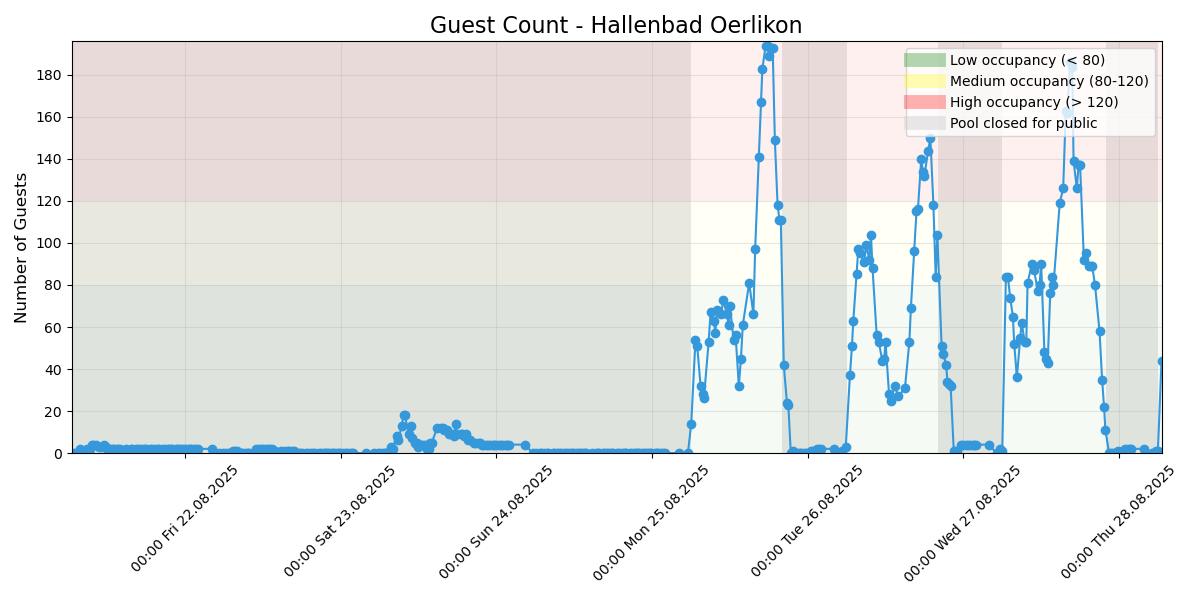 Guest Count - Hallenbad Oerlikon
Number of Guests
180
160
140
120
100
80
60
40
20
0
Low occupancy (< 80)
Medium occupancy (80-120)
High occupancy (> 120)
Pool closed for public
00:00 Fri 22.08.2025
00:00 Sat 23.08.2025
00:00 Sun 24.08.2025
00:00 Mon 25.08.2025
00:00 Tue 26.08.2025
00:00 Wed 27.08.2025
00:00 Thu 28.08.2025